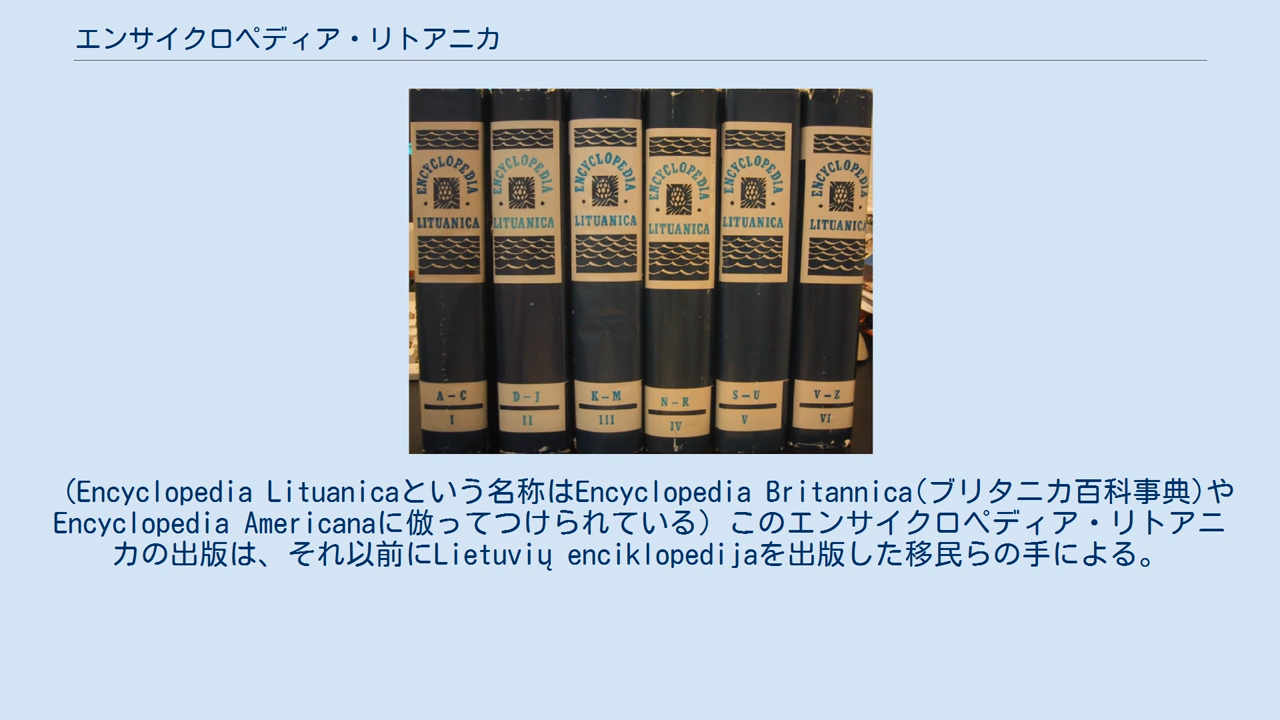 エンサイクロペディア・リトアニカ
ENCYCLOPEDIA
LITUANICA
A-C
I
ENCYCLOPEDIA
LITUANICA
D-J
II
ENCYCLOPEDIA
LITUANICA
K-M
III
ENCYCLOPEDIA
LITUANICA
N-R
IV
ENCYCLOPEDIA
LITUANICA
S-U
V
ENCYCLOPEDIA
LITUANICA
V-Z
VI
（Encyclopedia Lituanicaという名称はEncyclopedia Britannica(ブリタニカ百科事典)や
Encyclopedia Americanaに倣ってつけられている）このエンサイクロペディア・リトアニ
カの出版は、それ以前にLietuvių enciklopedijaを出版した移民らの手による。